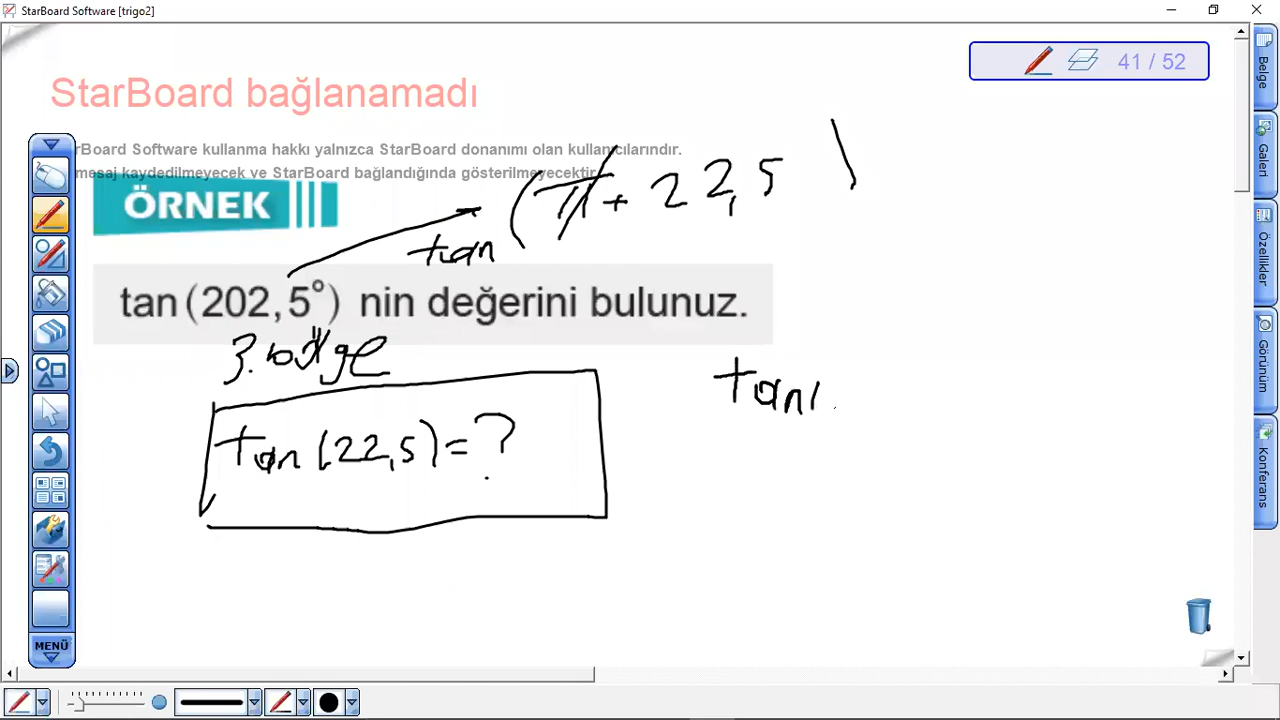 StarBoard Software [trigo2]
41 / 52
StarBoard bağlanamadı
rBoard Software kullanma hakkı yalnızca StarBoard donanımı olan kullanıcılarındır.
mesaj kaydedilmeyecek ve StarBoard bağlandığında gösterilmeyecektir.
ÖRNEK
tan (π + 22,5 )
tan(202,5°) nin değerini bulunuz.
3. bölge
tan(22,5) = ?
tan(
MENÜ
Belge
Galeri
Özellikler
Görünüm
Konferans